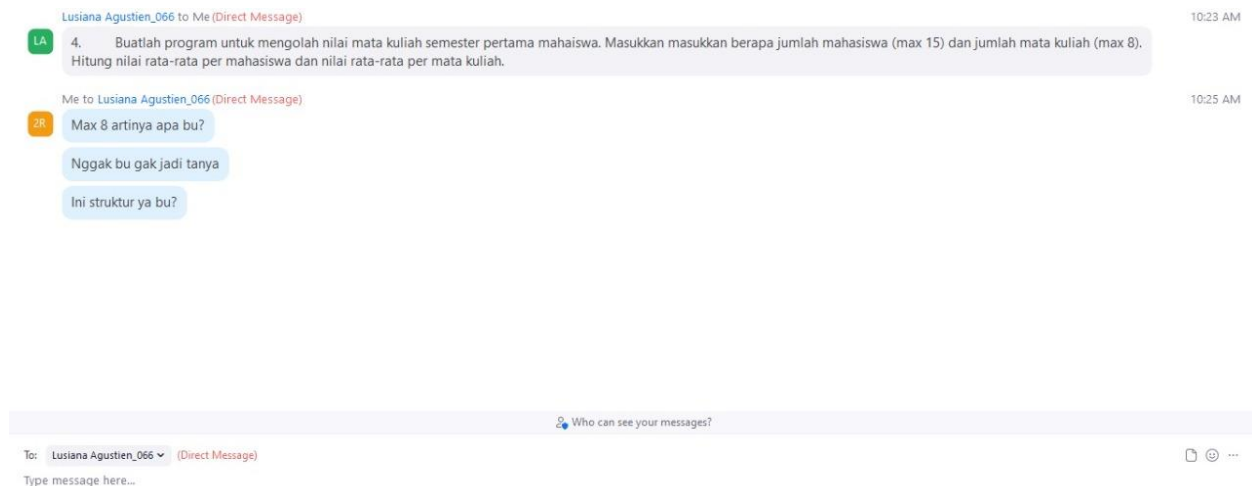 Lusiana Agustien_066 to Me (Direct Message) 10:23 AM
LA
4. Buatlah program untuk mengolah nilai mata kuliah semester pertama mahaiswa. Masukkan masukkan berapa jumlah mahasiswa (max 15) dan jumlah mata kuliah (max 8).
Hitung nilai rata-rata per mahasiswa dan nilai rata-rata per mata kuliah.
Me to Lusiana Agustien_066 (Direct Message) 10:25 AM
2R
Max 8 artinya apa bu?
Nggak bu gak jadi tanya
Ini struktur ya bu?
Who can see your messages?
To: Lusiana Agustien_066 (Direct Message)
Type message here...